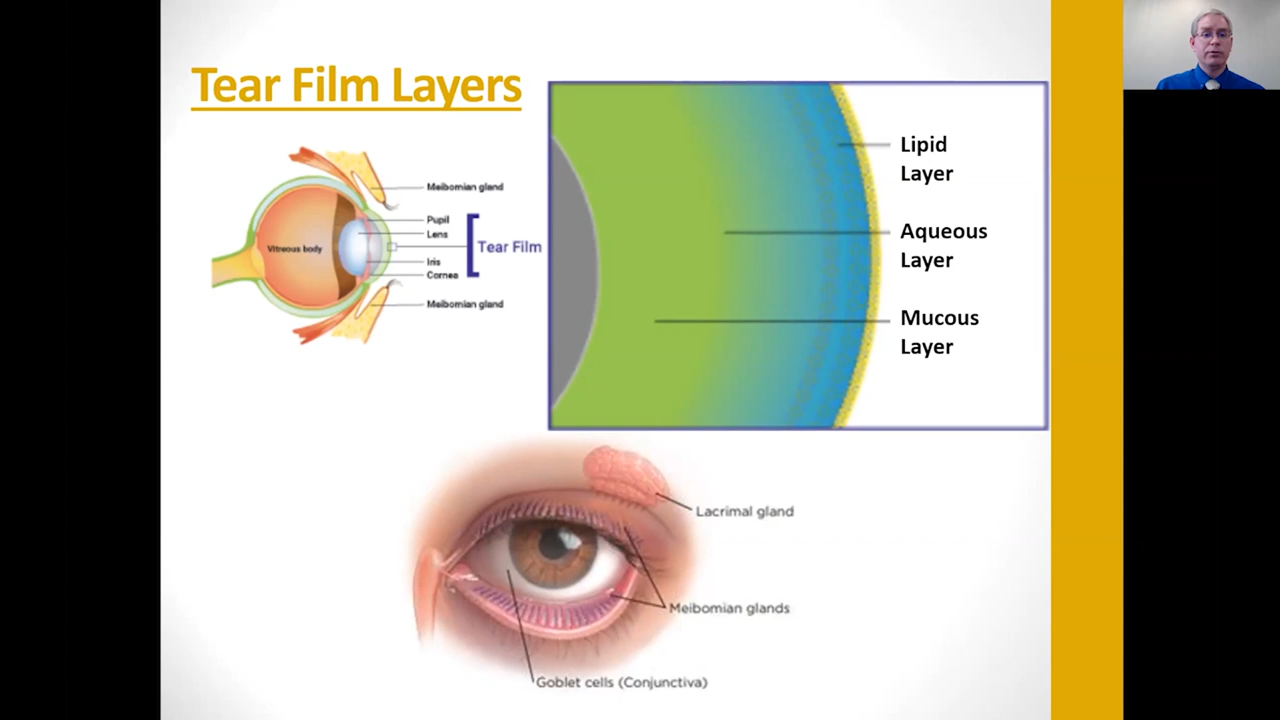 Tear Film Layers
Meibomian gland
Pupil
Lens
Vitreous body
Tear Film
Iris
Cornea
Meibomian gland
Lipid
Layer
Aqueous
Layer
Mucous
Layer
Lacrimal gland
Meibomian glands
Goblet cells (Conjunctiva)